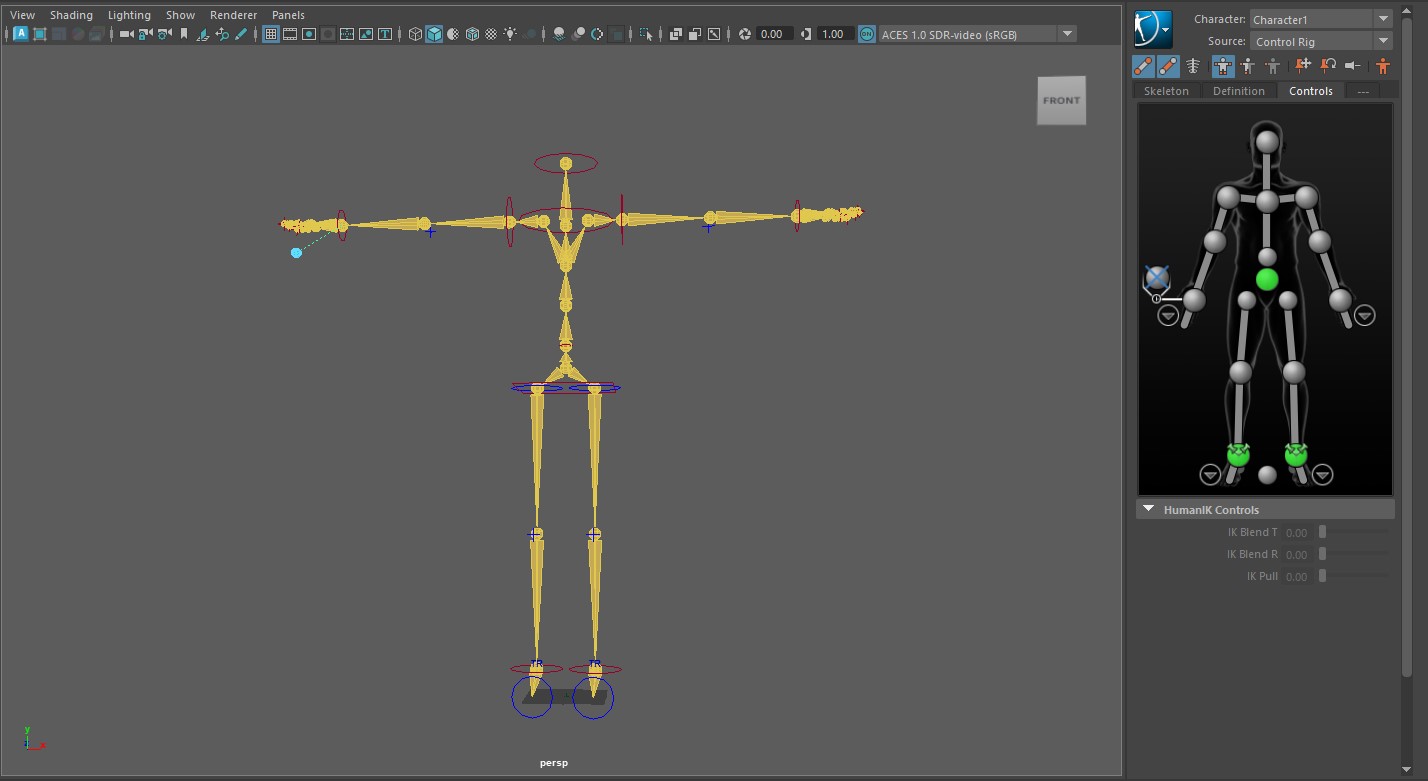 View Shading Lighting Show Renderer Panels
A T 0.00 1.00 ON ACES 1.0 SDR-video (sRGB)
FRONT
TR TR
y
z x
persp
Character: Character1
Source: Control Rig
Skeleton Definition Controls ---
HumanIK Controls
IK Blend T 0.00
IK Blend R 0.00
IK Pull 0.00